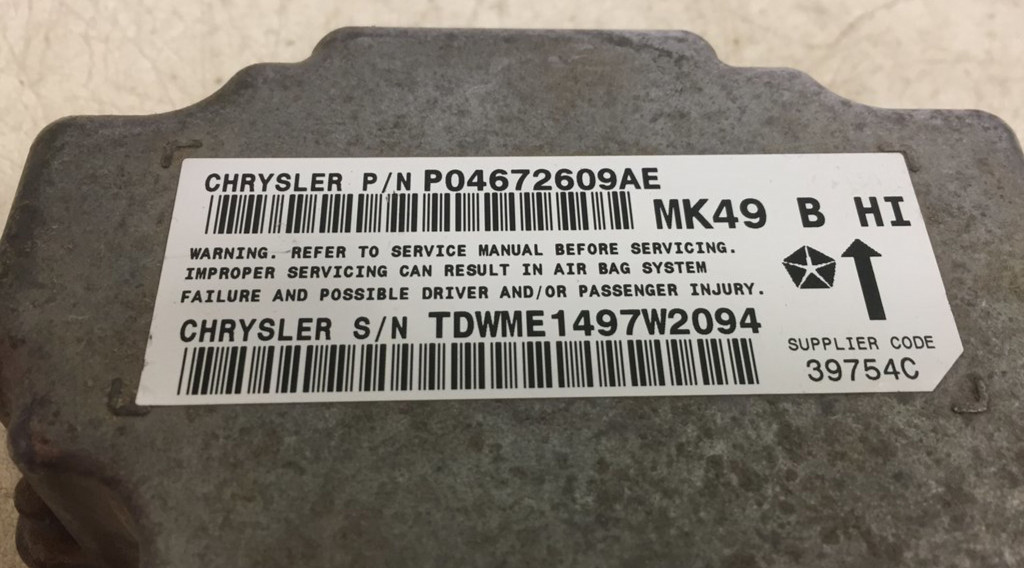 CHRYSLER P/N P04672609AE
MK49 B HI
WARNING. REFER TO SERVICE MANUAL BEFORE SERVICING.
IMPROPER SERVICING CAN RESULT IN AIR BAG SYSTEM
FAILURE AND POSSIBLE DRIVER AND/OR PASSENGER INJURY.
CHRYSLER S/N TDWME1497W2094
SUPPLIER CODE
39754C